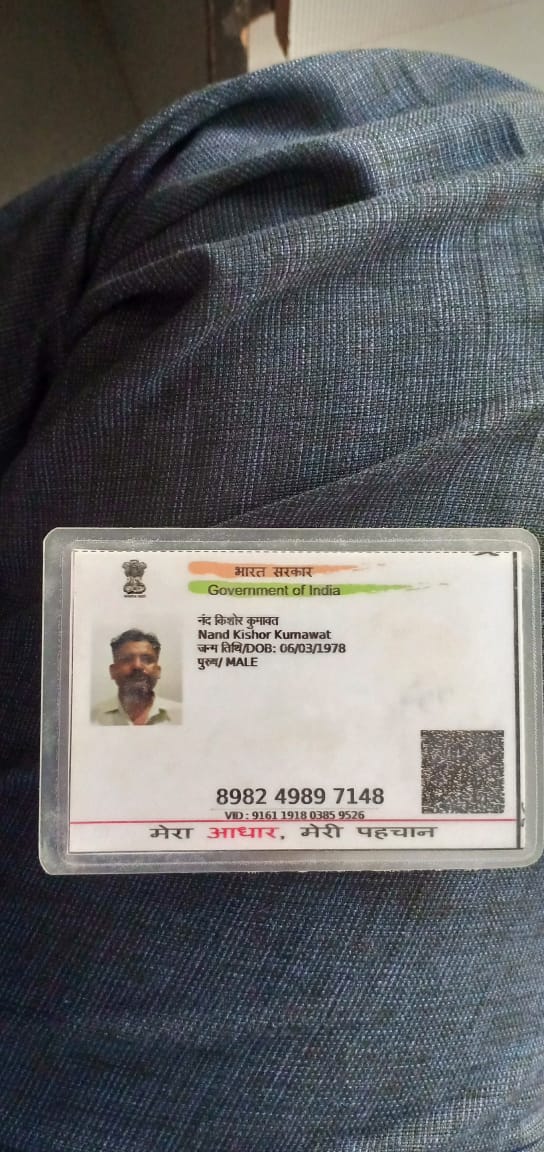 भारत सरकार
Government of India
नंद किशोर कुमावत
Nand Kishor Kumawat
जन्म तिथि/DOB: 06/03/1978
पुरुष/ MALE
8982 4989 7148
VID : 9161 1918 0385 9526
मेरा आधार, मेरी पहचान